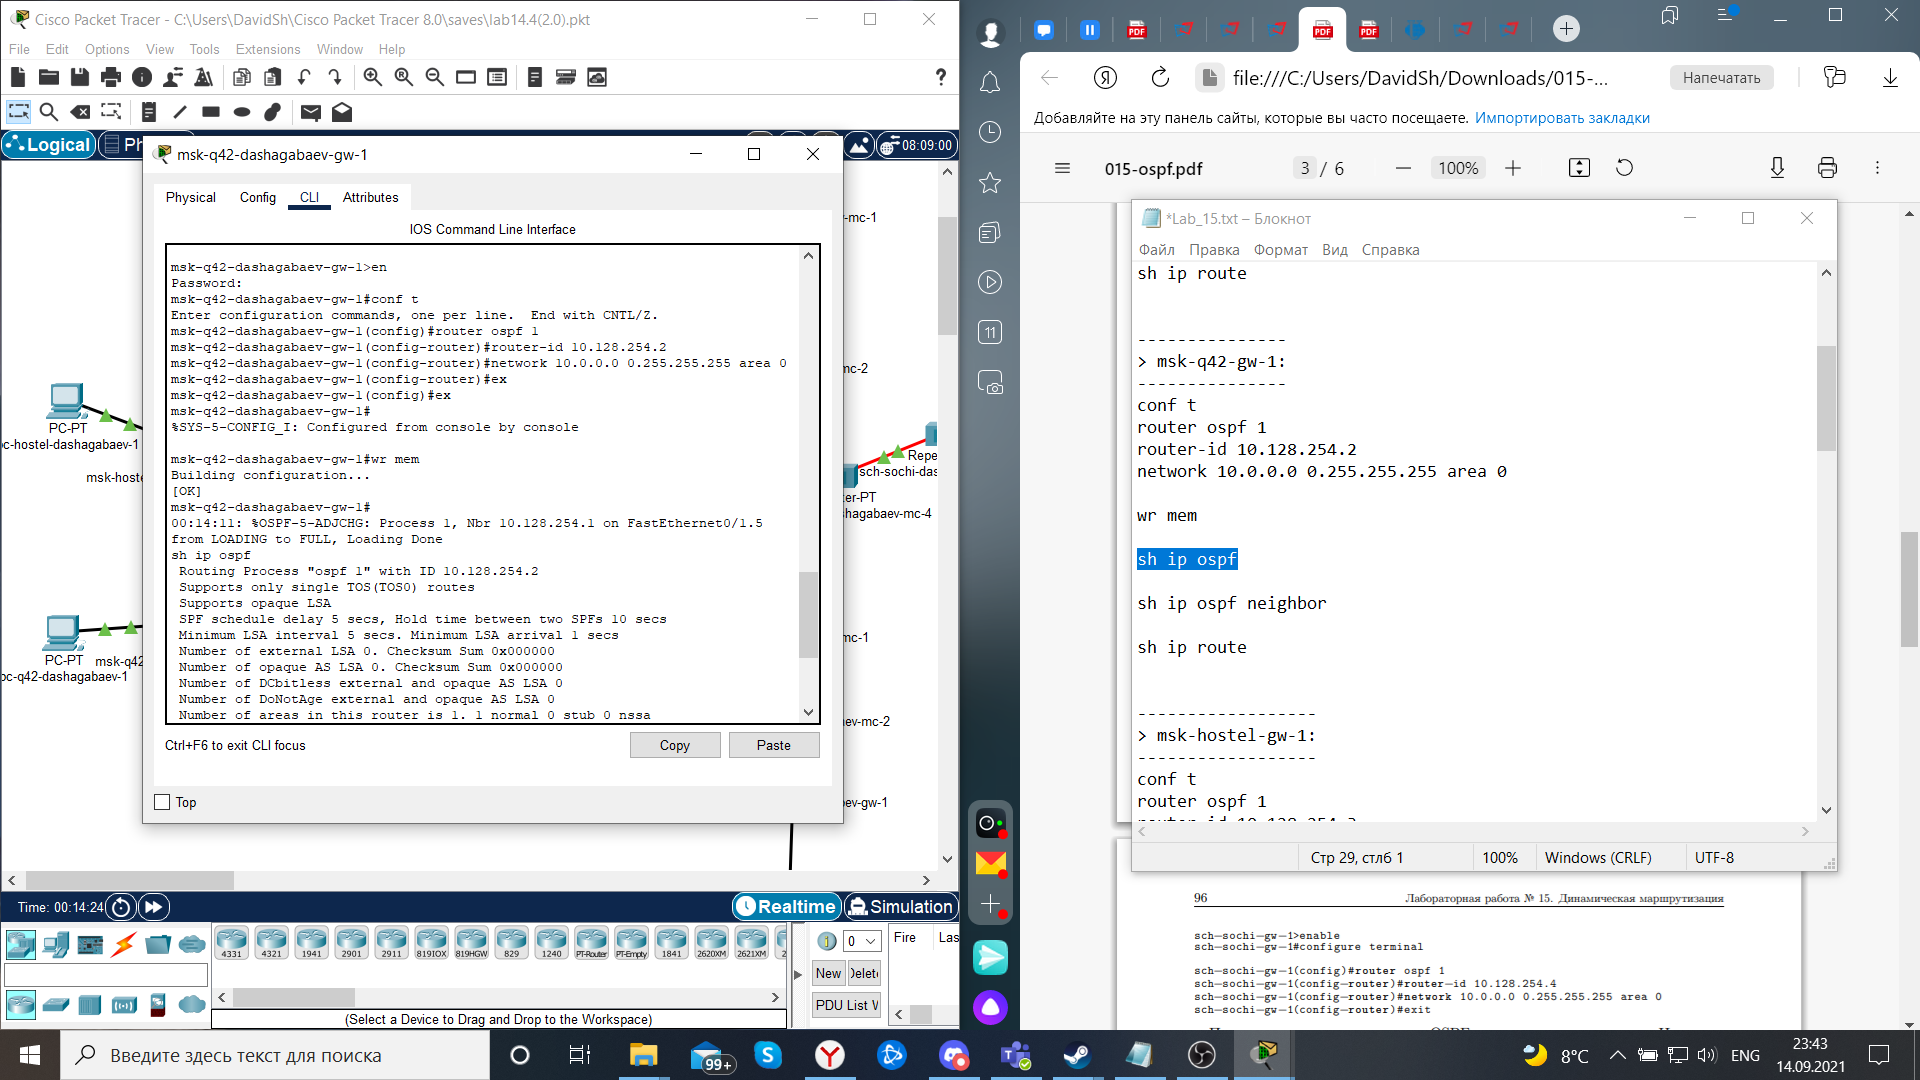 Cisco Packet Tracer - C:\Users\DavidSh\Cisco Packet Tracer 8.0\saves\lab14.4(2.0).pkt
File Edit Options View Tools Extensions Window Help
Logical
08:09:00
msk-q42-dashagabaev-gw-1
Physical Config CLI Attributes
IOS Command Line Interface
msk-q42-dashagabaev-gw-1>en
Password:
msk-q42-dashagabaev-gw-1#conf t
Enter configuration commands, one per line. End with CNTL/Z.
msk-q42-dashagabaev-gw-1(config)#router ospf 1
msk-q42-dashagabaev-gw-1(config-router)#router-id 10.128.254.2
msk-q42-dashagabaev-gw-1(config-router)#network 10.0.0.0 0.255.255.255 area 0
msk-q42-dashagabaev-gw-1(config-router)#ex
msk-q42-dashagabaev-gw-1(config)#ex
msk-q42-dashagabaev-gw-1#
%SYS-5-CONFIG_I: Configured from console by console
msk-q42-dashagabaev-gw-1#wr mem
Building configuration...
[OK]
msk-q42-dashagabaev-gw-1#
00:14:11: %OSPF-5-ADJCHG: Process 1, Nbr 10.128.254.1 on FastEthernet0/1.5
from LOADING to FULL, Loading Done
sh ip ospf
Routing Process "ospf 1" with ID 10.128.254.2
Supports only single TOS(TOS0) routes
Supports opaque LSA
SPF schedule delay 5 secs, Hold time between two SPFs 10 secs
Minimum LSA interval 5 secs. Minimum LSA arrival 1 secs
Number of external LSA 0. Checksum Sum 0x000000
Number of opaque AS LSA 0. Checksum Sum 0x000000
Number of DCbitless external and opaque AS LSA 0
Number of DoNotAge external and opaque AS LSA 0
Number of areas in this router is 1. 1 normal 0 stub 0 nssa
Ctrl+F6 to exit CLI focus
Copy Paste
Top
PC-PT
pc-hostel-dashagabaev-1
msk-hoste
PC-PT msk-q42
pc-q42-dashagabaev-1
-mc-1
mc-2
Repe
sch-sochi-das
ter-PT
hagabaev-mc-4
mc-1
ev-mc-2
ev-gw-1
Time: 00:14:24
Realtime Simulation
4331 4321 1941 2901 2911 819IOX 819HGW 829 1240 PT-Router PT-Empty 1841 2620XM 2621XM
(Select a Device to Drag and Drop to the Workspace)
0
New Delete
PDU List W
Fire Las
file:///C:/Users/DavidSh/Downloads/015-...
Напечатать
Добавляйте на эту панель сайты, которые вы часто посещаете. Импортировать закладки
015-ospf.pdf 3 / 6 100%
11
*Lab_15.txt – Блокнот
Файл Правка Формат Вид Справка
sh ip route
---------------
> msk-q42-gw-1:
---------------
conf t
router ospf 1
router-id 10.128.254.2
network 10.0.0.0 0.255.255.255 area 0
wr mem
sh ip ospf
sh ip ospf neighbor
sh ip route
------------------
> msk-hostel-gw-1:
------------------
conf t
router ospf 1
Стр 29, стлб 1 100% Windows (CRLF) UTF-8
96 Лабораторная работа № 15. Динамическая маршрутизация
sch-sochi-gw-1>enable
sch-sochi-gw-1#configure terminal
sch-sochi-gw-1(config)#router ospf 1
sch-sochi-gw-1(config-router)#router-id 10.128.254.4
sch-sochi-gw-1(config-router)#network 10.0.0.0 0.255.255.255 area 0
sch-sochi-gw-1(config-router)#exit
Введите здесь текст для поиска
99+
8°C
ENG
23:43
14.09.2021